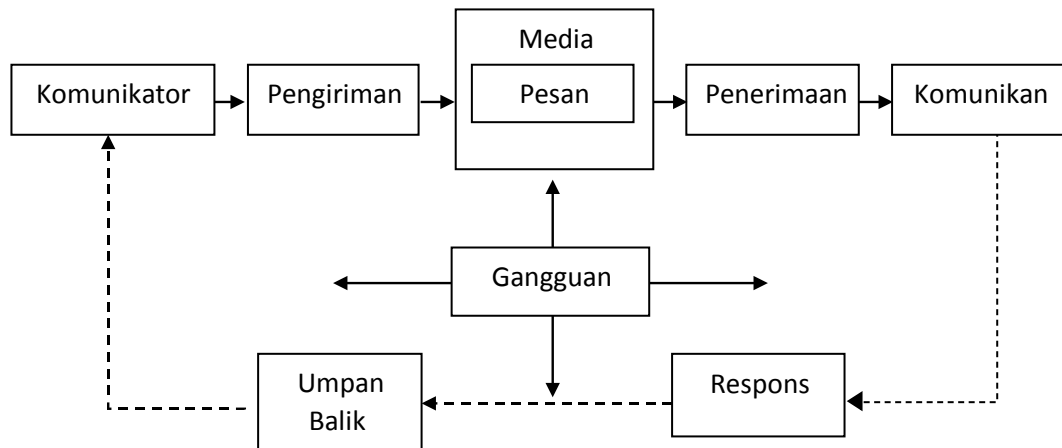 Media
Komunikator
Pengiriman
Pesan
Penerimaan
Komunikan
Gangguan
Umpan
Balik
Respons